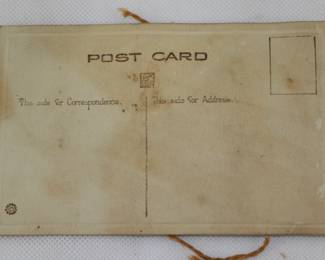 POST CARD
This side for Correspondence. This side for Address.